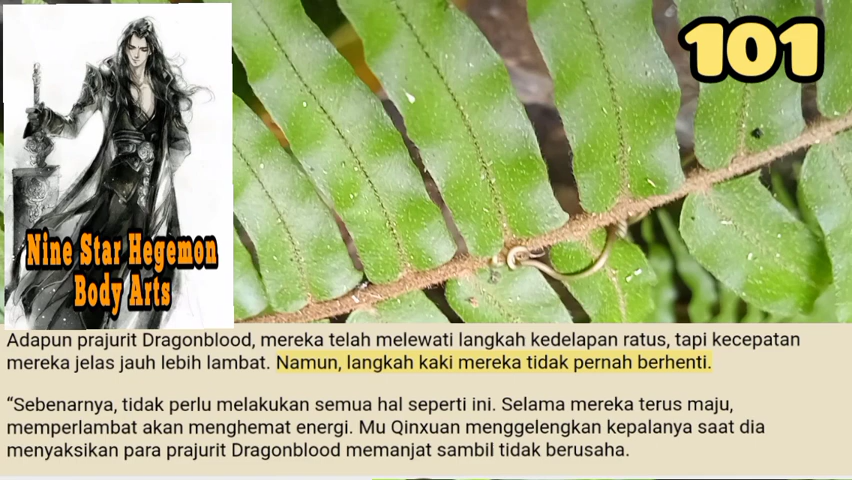 101
Nine Star Hegemon
Body Arts
Adapun prajurit Dragonblood, mereka telah melewati langkah kedelapan ratus, tapi kecepatan
mereka jelas jauh lebih lambat. Namun, langkah kaki mereka tidak pernah berhenti.
“Sebenarnya, tidak perlu melakukan semua hal seperti ini. Selama mereka terus maju,
memperlambat akan menghemat energi. Mu Qinxuan menggelengkan kepalanya saat dia
menyaksikan para prajurit Dragonblood memanjat sambil tidak berusaha.